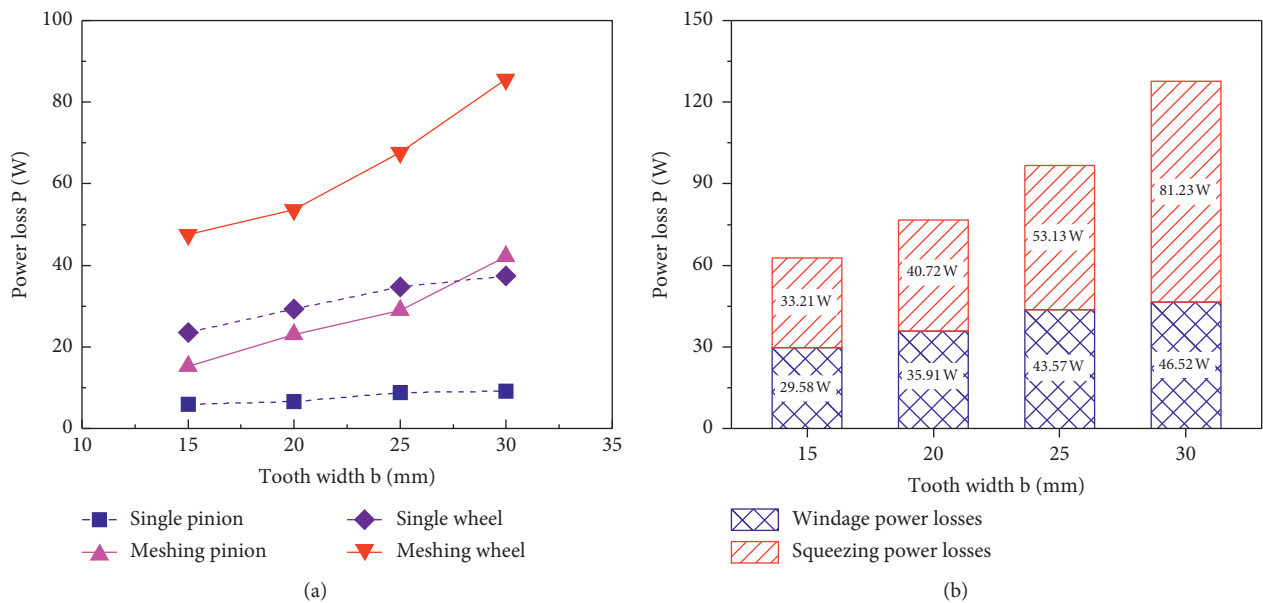 100
80
60
40
20
0
Power loss P (W)
10
15
20
25
30
35
Tooth width b (mm)
Single pinion
Single wheel
Meshing pinion
Meshing wheel
(a)
150
120
90
60
30
0
Power loss P (W)
33.21 W
29.58 W
40.72 W
35.91 W
53.13 W
43.57 W
81.23 W
46.52 W
15
20
25
30
Tooth width b (mm)
Windage power losses
Squeezing power losses
(b)